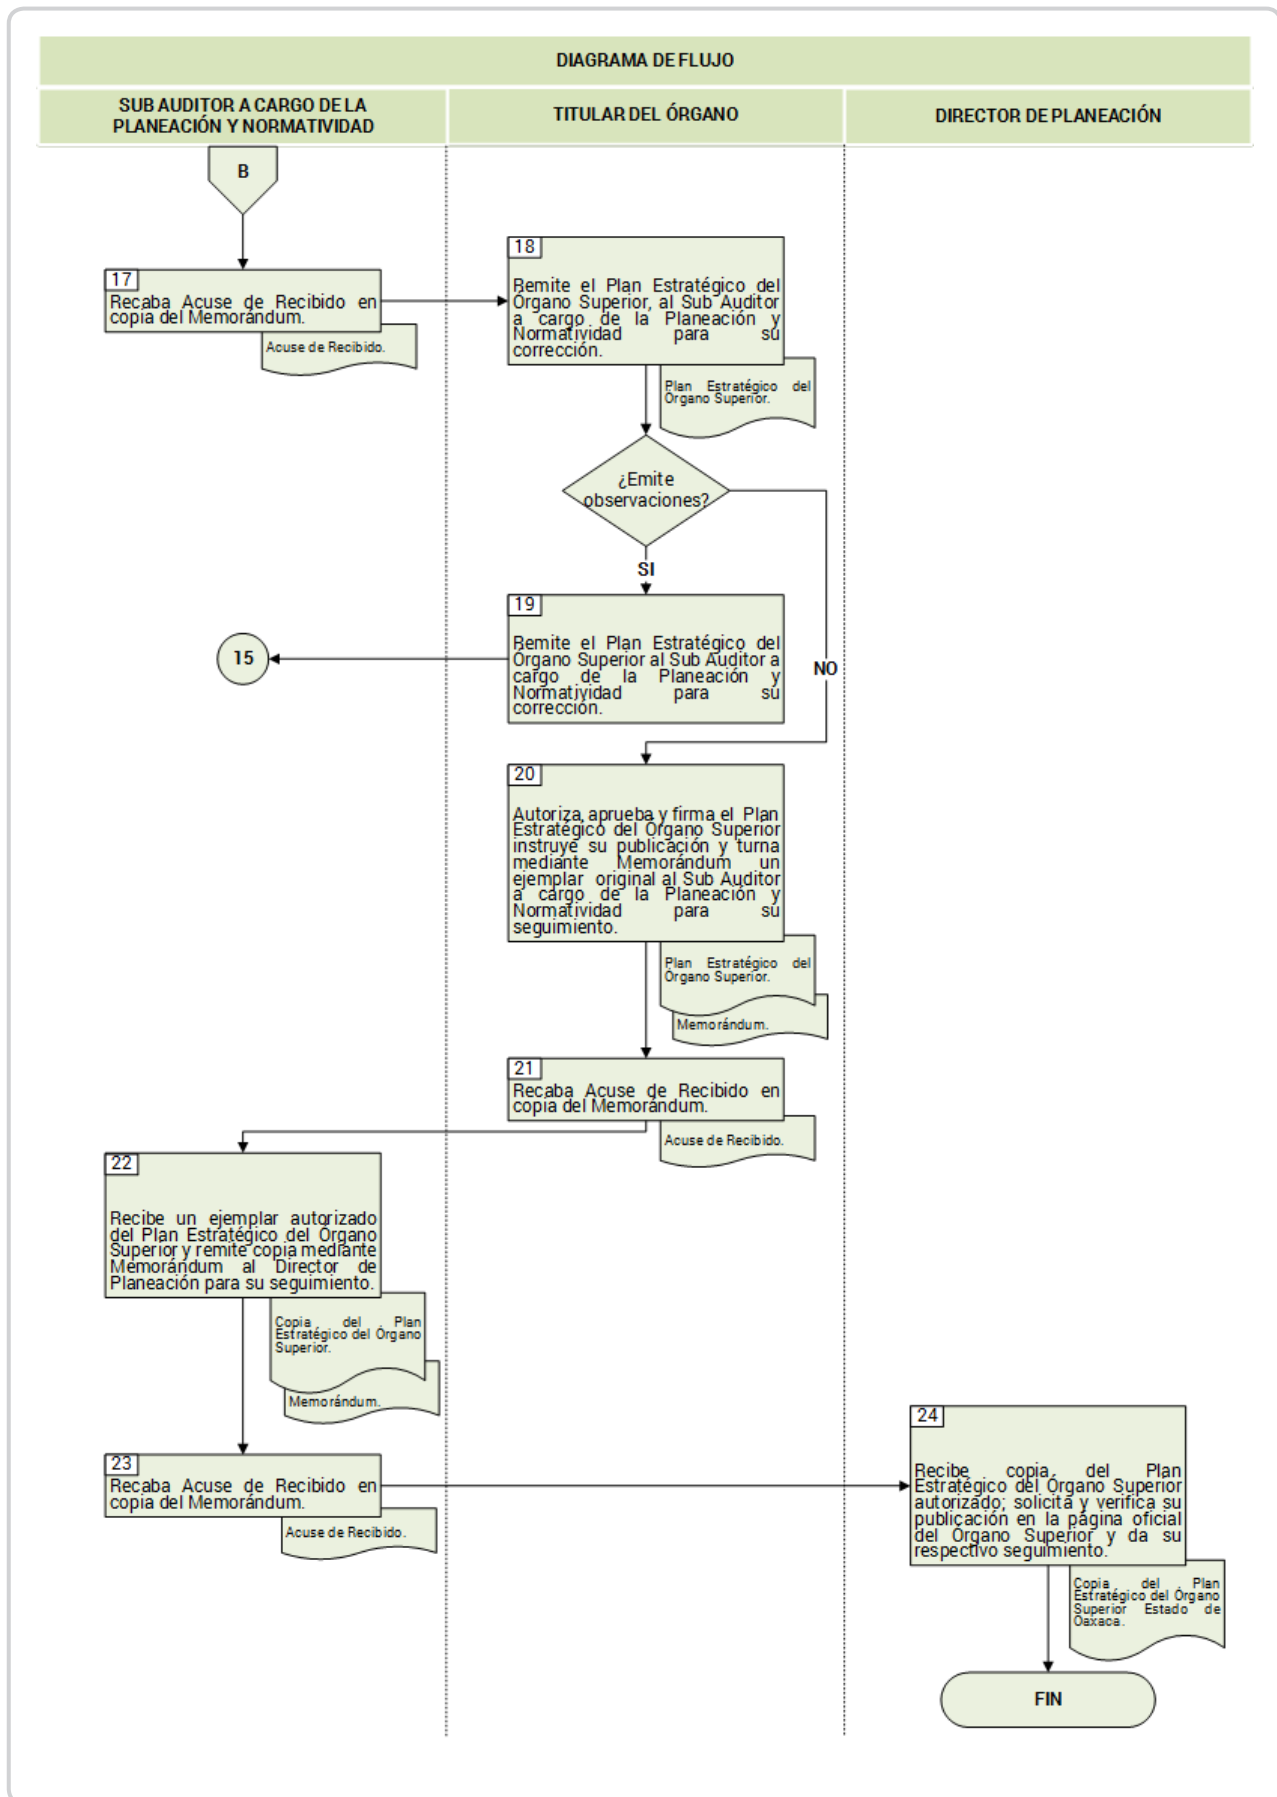 DIAGRAMA DE FLUJO
SUB AUDITOR A CARGO DE LA
PLANEACIÓN Y NORMATIVIDAD
TITULAR DEL ÓRGANO
DIRECTOR DE PLANEACIÓN
B
17
Recaba Acuse de Recibido en
copia del Memorándum.
Acuse de Recibido.
18
Remite el Plan Estratégico del
Órgano Superior, al Sub Auditor
a cargo de la Planeación y
Normatividad para su
corrección.
Plan Estratégico del
Órgano Superior.
¿Emite
observaciones?
SI
NO
19
Remite el Plan Estratégico del
Órgano Superior al Sub Auditor a
cargo de la Planeación y
Normatividad para su
corrección.
15
20
Autoriza, aprueba y firma el Plan
Estratégico del Órgano Superior
instruye su publicación y turna
mediante Memorándum un
ejemplar original al Sub Auditor
a cargo de la Planeación y
Normatividad para su
seguimiento.
Plan Estratégico del
Órgano Superior.
Memorándum.
21
Recaba Acuse de Recibido en
copia del Memorándum.
Acuse de Recibido.
22
Recibe un ejemplar autorizado
del Plan Estratégico del Órgano
Superior y remite copia mediante
Memorándum al Director de
Planeación para su seguimiento.
Copia del Plan
Estratégico del Órgano
Superior.
Memorándum.
23
Recaba Acuse de Recibido en
copia del Memorándum.
Acuse de Recibido.
24
Recibe copia del Plan
Estratégico del Órgano Superior
autorizado; solicita y verifica su
publicación en la página oficial
del Órgano Superior y da su
respectivo seguimiento.
Copia del Plan
Estratégico del Órgano
Superior Estado de
Oaxaca.
FIN